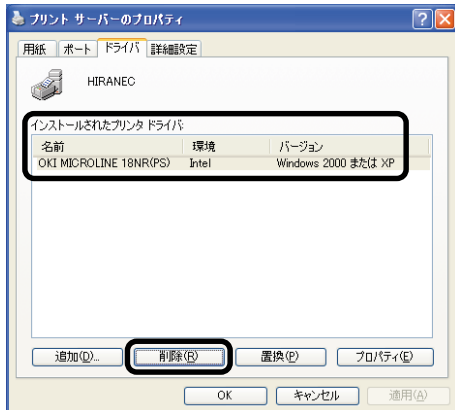 プリント サーバーのプロパティ
用紙 ポート ドライバ 詳細設定
HIRANEC
インストールされたプリンタ ドライバ:
名前 環境 バージョン
OKI MICROLINE 18NR(PS) Intel Windows 2000 または XP
追加(D)... 削除(R) 置換(P) プロパティ(E)
OK キャンセル 適用(A)